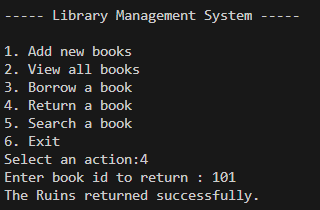 ----- Library Management System -----
1. Add new books
2. View all books
3. Borrow a book
4. Return a book
5. Search a book
6. Exit
Select an action:4
Enter book id to return : 101
The Ruins returned successfully.